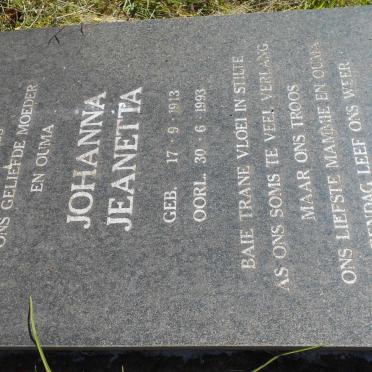 ONS GELIEFDE MOEDER
EN OUMA
JOHANNA
JEANETTA
GEB. 17 - 9 - 1913
OORL. 30 - 6 - 1993
BAIE TRANE VLOEI IN STILTE
AS ONS SOMS TE VEEL VERLANG
MAAR ONS TROOS
ONS LIEFSTE MAMMIE EN OUMA
LEEF ONS WEER